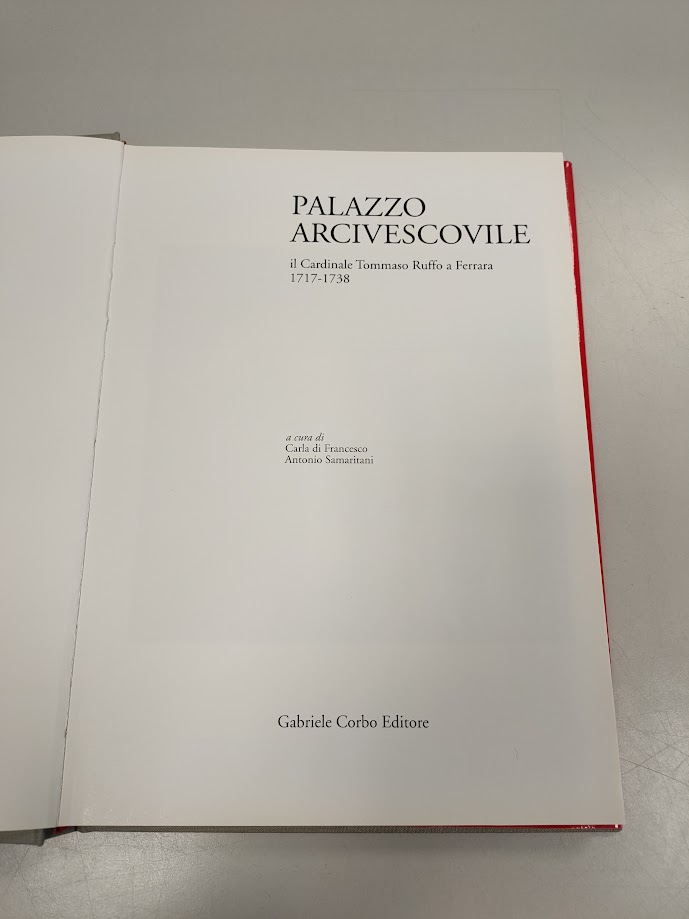 PALAZZO
ARCIVESCOVILE
il Cardinale Tommaso Ruffo a Ferrara
1717-1738
a cura di
Carla di Francesco
Antonio Samaritani
Gabriele Corbo Editore